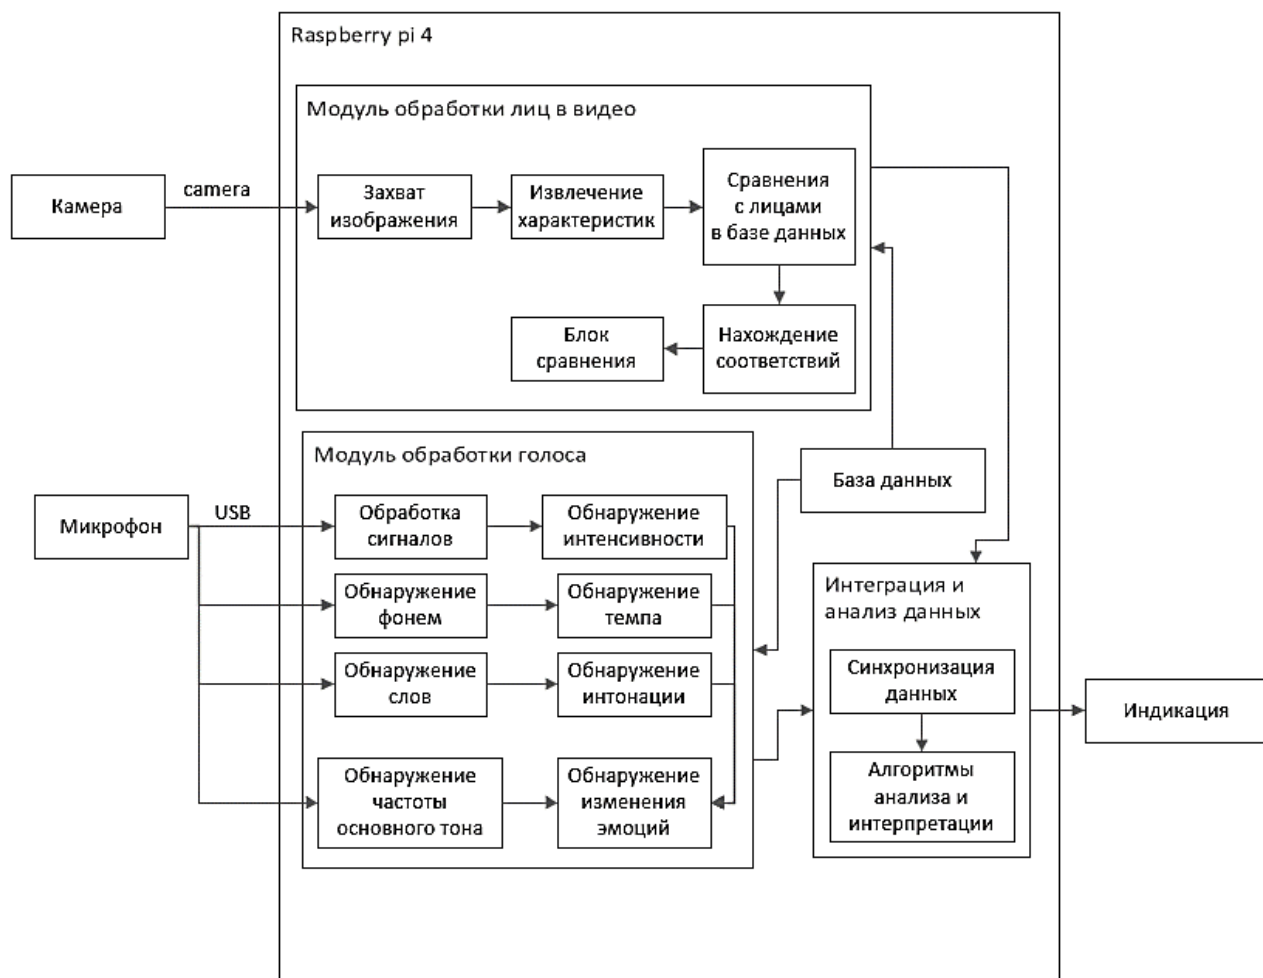 Raspberry pi 4
Модуль обработки лиц в видео
Камера
camera
Захват
изображения
Извлечение
характеристик
Сравнения
с лицами
в базе данных
Блок
сравнения
Нахождение
соответствий
Модуль обработки голоса
База данных
Микрофон
USB
Обработка
сигналов
Обнаружение
интенсивности
Обнаружение
фонем
Обнаружение
темпа
Обнаружение
слов
Обнаружение
интонации
Обнаружение
частоты
основного тона
Обнаружение
изменения
эмоций
Интеграция и
анализ данных
Синхронизация
данных
Алгоритмы
анализа и
интерпретации
Индикация